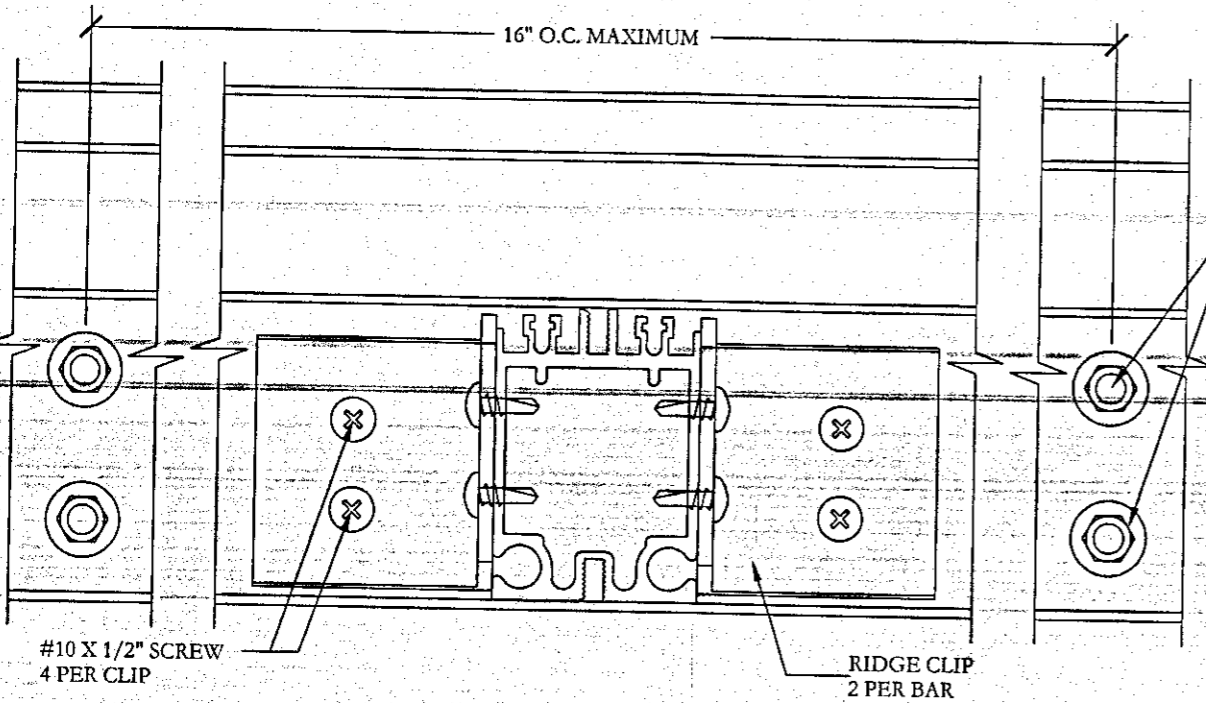 16" O.C. MAXIMUM
#10 X 1/2" SCREW
4 PER CLIP
RIDGE CLIP
2 PER BAR